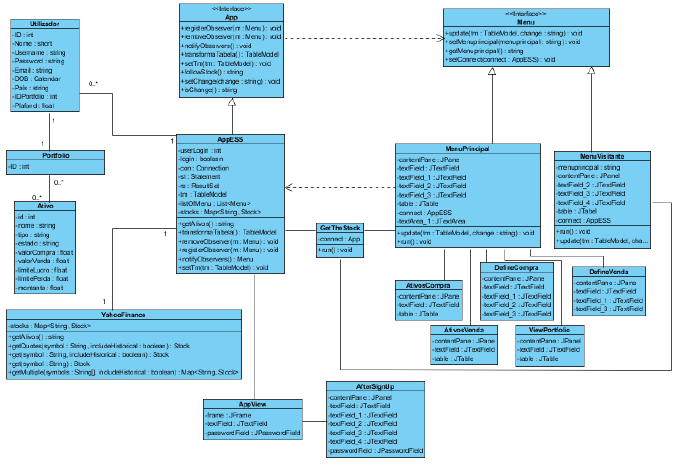 Utilizador
-ID : int
-Nome : short
-Username : string
-Password : string
-Email : string
-DOB : Calendar
-Pais : string
-IDPortfolio : int
-Plafond : float
<<Interface>>
App
+registerObserver(m : Menu) : void
+removeObserver(m : Menu) : void
+notifyObservers() : void
+transformaTabela() : TableModel
+setTm(tm : TableModel) : void
+followStock() : string
+setChange(change : string) : void
+isChange() : string
<<Interface>>
Menu
+update(tm : TableModel, change : string) : void
+setMenuprincipal(menuprincipal : string) : void
+getMenuprincipal() : string
+setConnect(connect : AppESS) : void
0..*
1
1
1
Portfolio
-ID : int
1
0..*
Ativo
-id : int
-nome : string
-tipo : string
-estado : string
-valorCompra : float
-valorVenda : float
-limiteLucro : float
-limitePerda : float
-montante : float
AppESS
-userLogin : int
-login : boolean
-con : Connection
-st : Statement
-rs : ResultSet
-tm : TableModel
-listOfMenu : List<Menu>
-stocks : Map<String, Stock>
+getAtivos() : string
+transformaTabela() : TableModel
+removeObserver(m : Menu) : void
+registerObserver(m : Menu) : void
+notifyObservers() : Menu
+setTm(tm : TableModel) : void
1
1
GetTheStock
-connect : App
+run() : void
MenuPrincipal
-contentPane : JPane
-textField : JTextField
-textField_1 : JTextField
-textField_2 : JTextField
-textField_3 : JTextField
-table : JTable
-connect : AppESS
-textArea_1 : JTextField
+update(tm : TableModel, change : string) : void
+run() : void
MenuVisitante
-menuprincipal : string
-contentPane : JPane
-textField_2 : JTextField
-textField_3 : JTextField
-textField_4 : JTextField
-table : JTabel
-connect : AppESS
+run() : void
+update(tm : TableModel, cha...
AtivosCompra
-contentPane : JPan
-textField : JTextField
-table : JTable
DefineCompra
-contentPane : JPan
-textField : JTextField
-textField_1 : JTextField
-textField_2 : JTextField
-textField_3 : JTextField
DefineVenda
-contentPane : JPan
-textField_1 : JTextField
-textField_3 : JTextField
AtivosVenda
-contentPane : JPan
-textField : JTextField
-table : JTable
ViewPortfolio
-contentPane : JPan
-textField : JTextField
-table : JTable
YahooFinance
-stocks : Map<String, Stock>
+getAtivos() : string
+getQuotes(symbol : String, includeHistorical : boolean) : Stock
+get(symbol : String, includeHistorical : boolean) : Stock
+get(symbol : String) : Stock
+getMultiple(symbols : String[], includeHistorical : boolean) : Map<String, Stock>
AppView
-frame : JFrame
-textField : JTextField
-passwordField : JPasswordField
AfterSignUp
-contentPane : JPanel
-textField : JTextField
-textField_1 : JTextField
-textField_2 : JTextField
-textField_3 : JTextField
-textField_4 : JTextField
-passwordField : JPasswordField